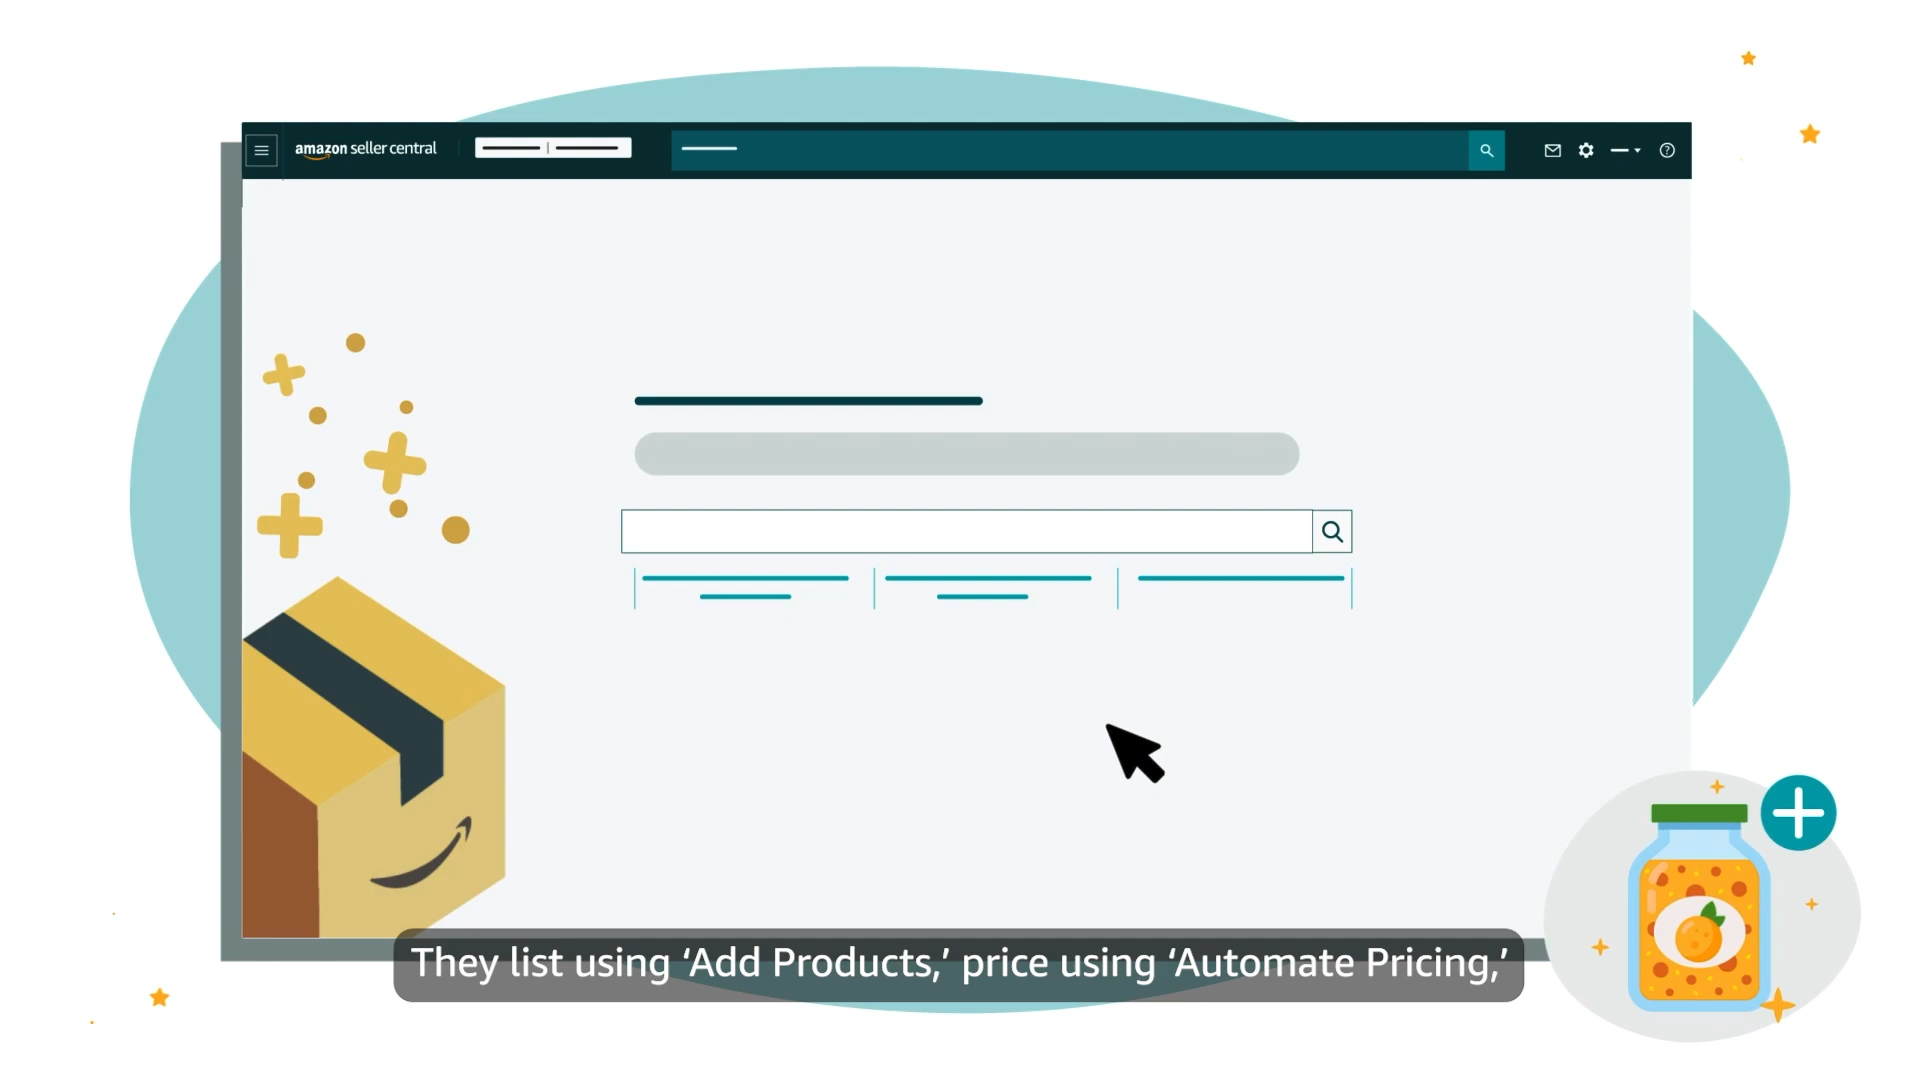 amazon seller central
They list using ‘Add Products,’ price using ‘Automate Pricing,’